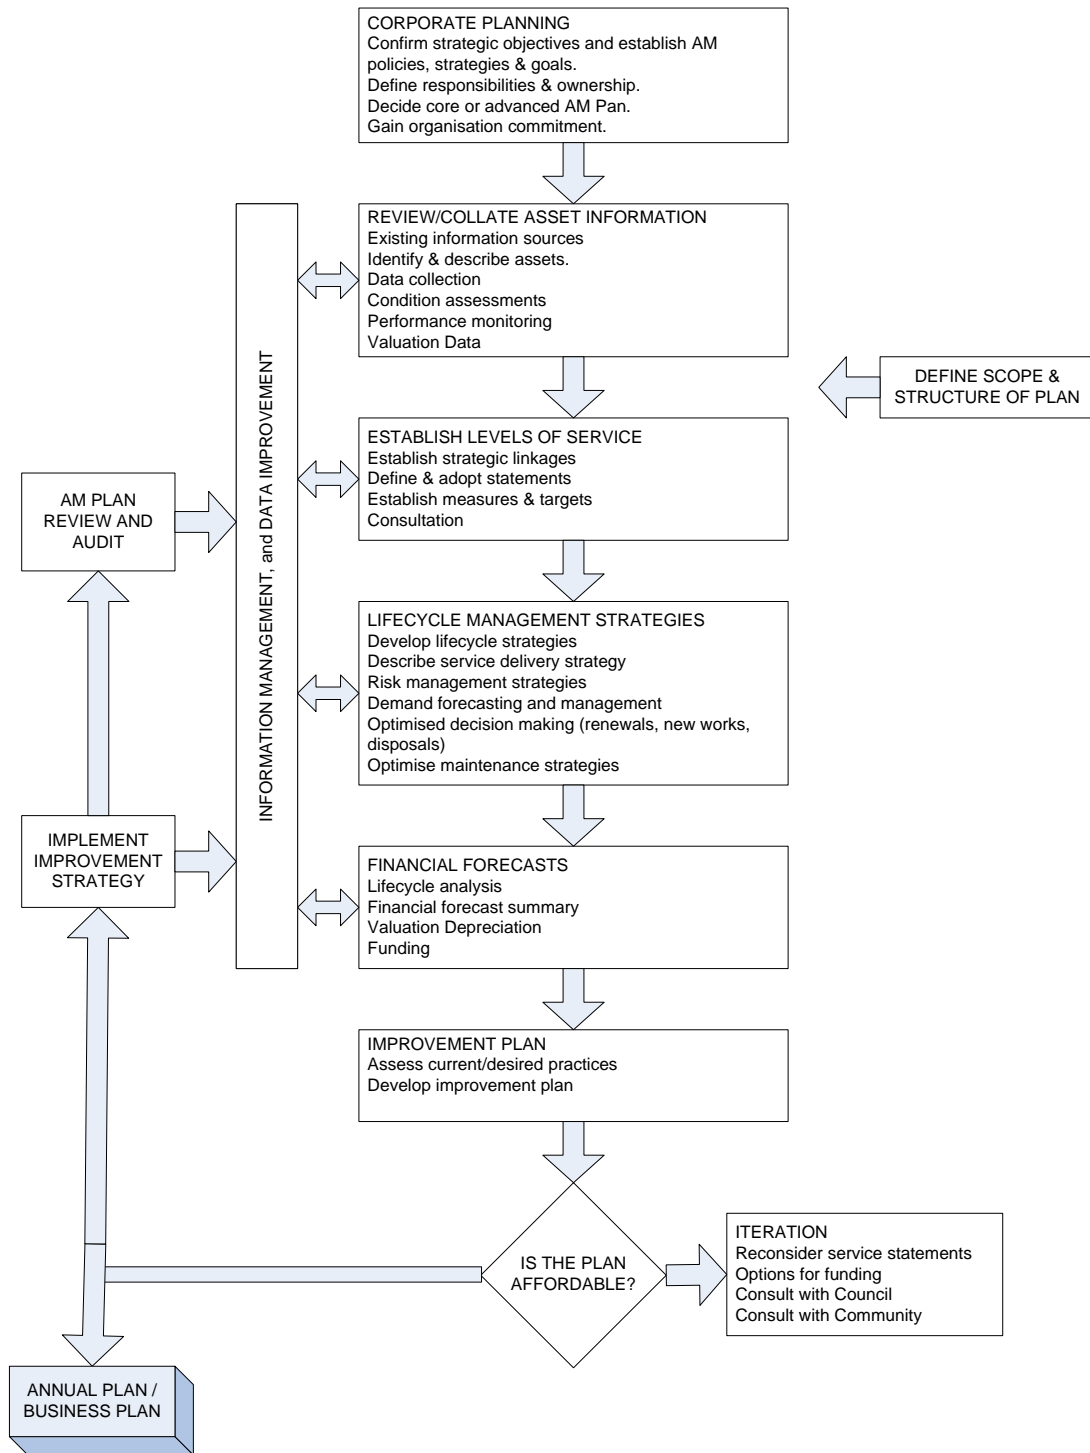 CORPORATE PLANNING
Confirm strategic objectives and establish AM
policies, strategies & goals.
Define responsibilities & ownership.
Decide core or advanced AM Pan.
Gain organisation commitment.
REVIEW/COLLATE ASSET INFORMATION
Existing information sources
Identify & describe assets.
Data collection
Condition assessments
Performance monitoring
Valuation Data
INFORMATION MANAGEMENT, and DATA IMPROVEMENT
DEFINE SCOPE &
STRUCTURE OF PLAN
ESTABLISH LEVELS OF SERVICE
Establish strategic linkages
Define & adopt statements
Establish measures & targets
Consultation
AM PLAN
REVIEW AND
AUDIT
LIFECYCLE MANAGEMENT STRATEGIES
Develop lifecycle strategies
Describe service delivery strategy
Risk management strategies
Demand forecasting and management
Optimised decision making (renewals, new works,
disposals)
Optimise maintenance strategies
IMPLEMENT
IMPROVEMENT
STRATEGY
FINANCIAL FORECASTS
Lifecycle analysis
Financial forecast summary
Valuation Depreciation
Funding
IMPROVEMENT PLAN
Assess current/desired practices
Develop improvement plan
IS THE PLAN
AFFORDABLE?
ITERATION
Reconsider service statements
Options for funding
Consult with Council
Consult with Community
ANNUAL PLAN /
BUSINESS PLAN